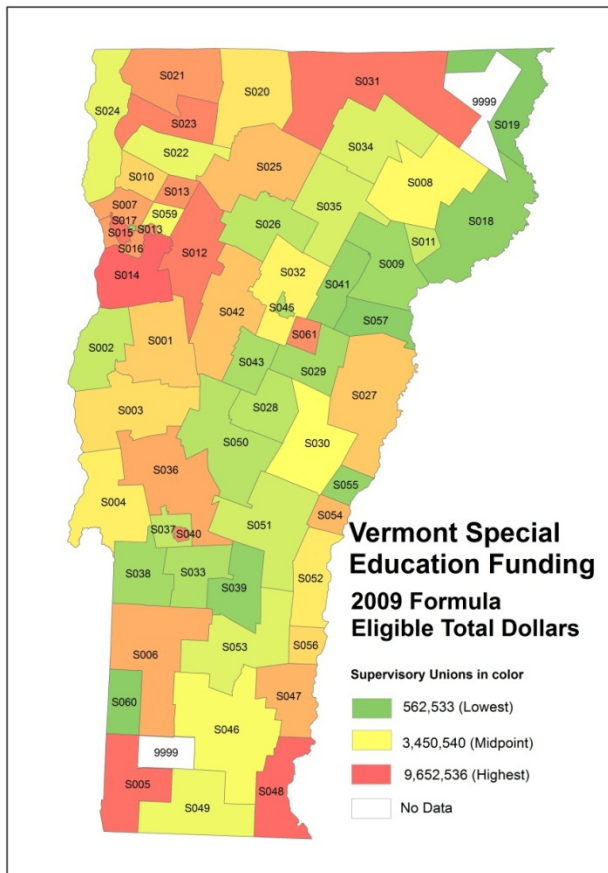 S021
S020
S031
9999
S024
S019
S023
S034
S022
S025
S008
S010
S013
S035
S018
S007
S059
S017
S013
S026
S011
S015
S016
S012
S032
S009
S014
S041
S045
S042
S057
S061
S002
S001
S043
S029
S027
S028
S003
S030
S050
S036
S055
S004
S054
S051
S037
S040
Vermont Special
Education Funding
S038
S033
S039
S052
2009 Formula
Eligible Total Dollars
S053
S056
S006
Supervisory Unions in color
S060
S047
562,533 (Lowest)
S046
3,450,540 (Midpoint)
9999
9,652,536 (Highest)
S005
S048
No Data
S049